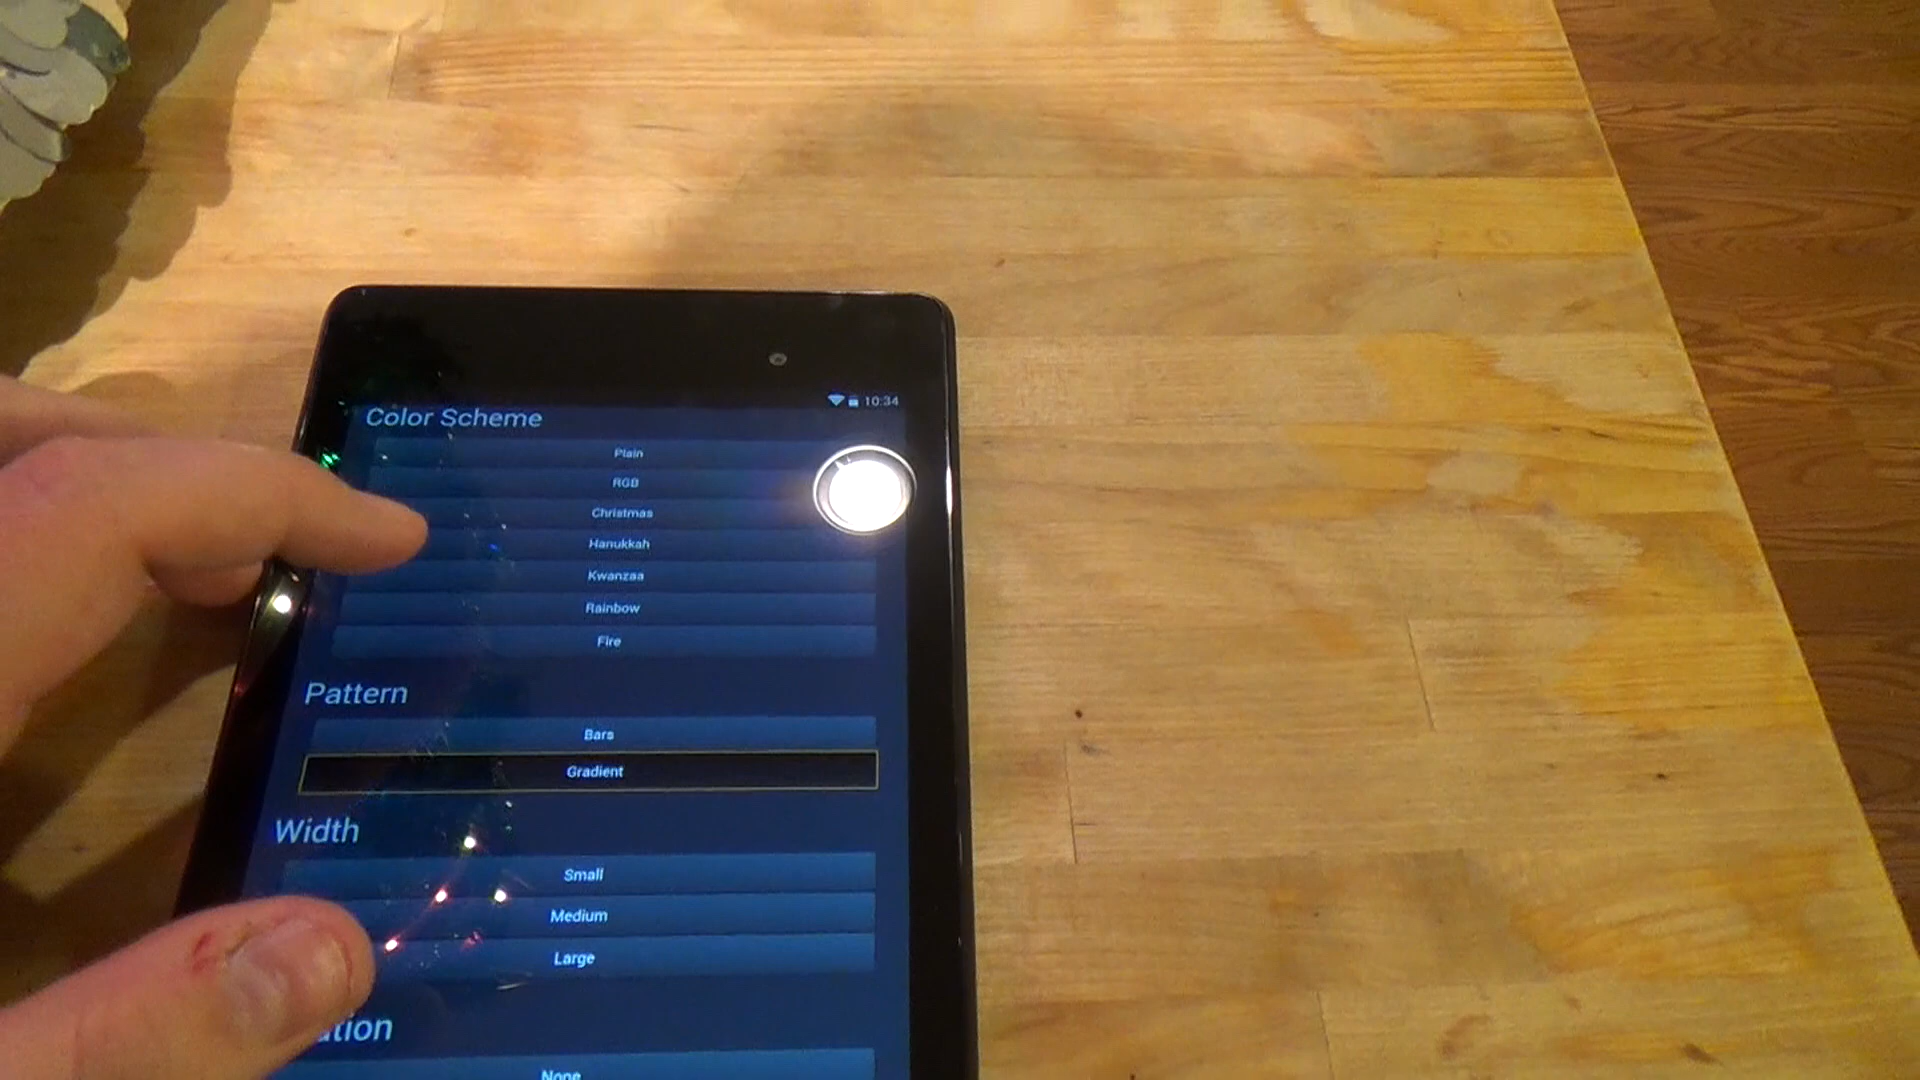 10:34
Color Scheme
Plain
RGB
Christmas
Hanukkah
Kwanzaa
Rainbow
Fire
Pattern
Bars
Gradient
Width
Small
Medium
Large
None